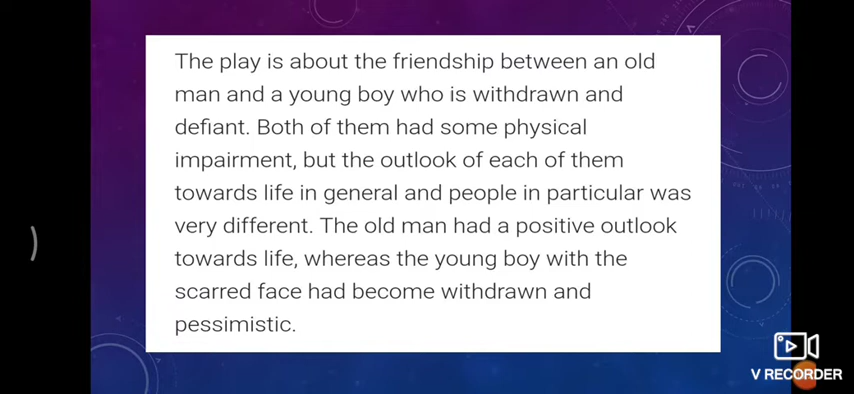 The play is about the friendship between an old
man and a young boy who is withdrawn and
defiant. Both of them had some physical
impairment, but the outlook of each of them
towards life in general and people in particular was
very different. The old man had a positive outlook
towards life, whereas the young boy with the
scarred face had become withdrawn and
pessimistic.
V RECORDER